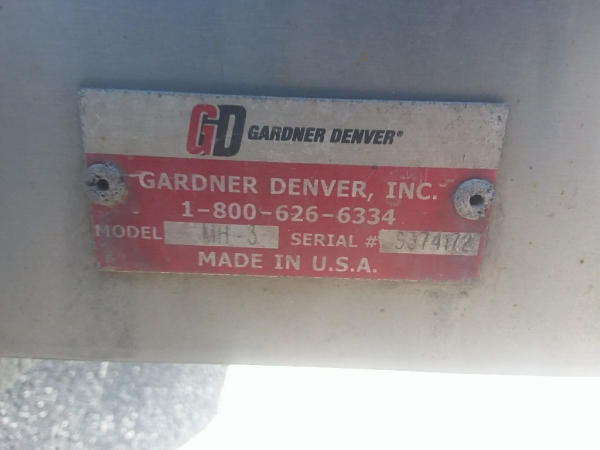 GD GARDNER DENVER®
GARDNER DENVER, INC.
1-800-626-6334
MODEL MH-3 SERIAL # S374172
MADE IN U.S.A.